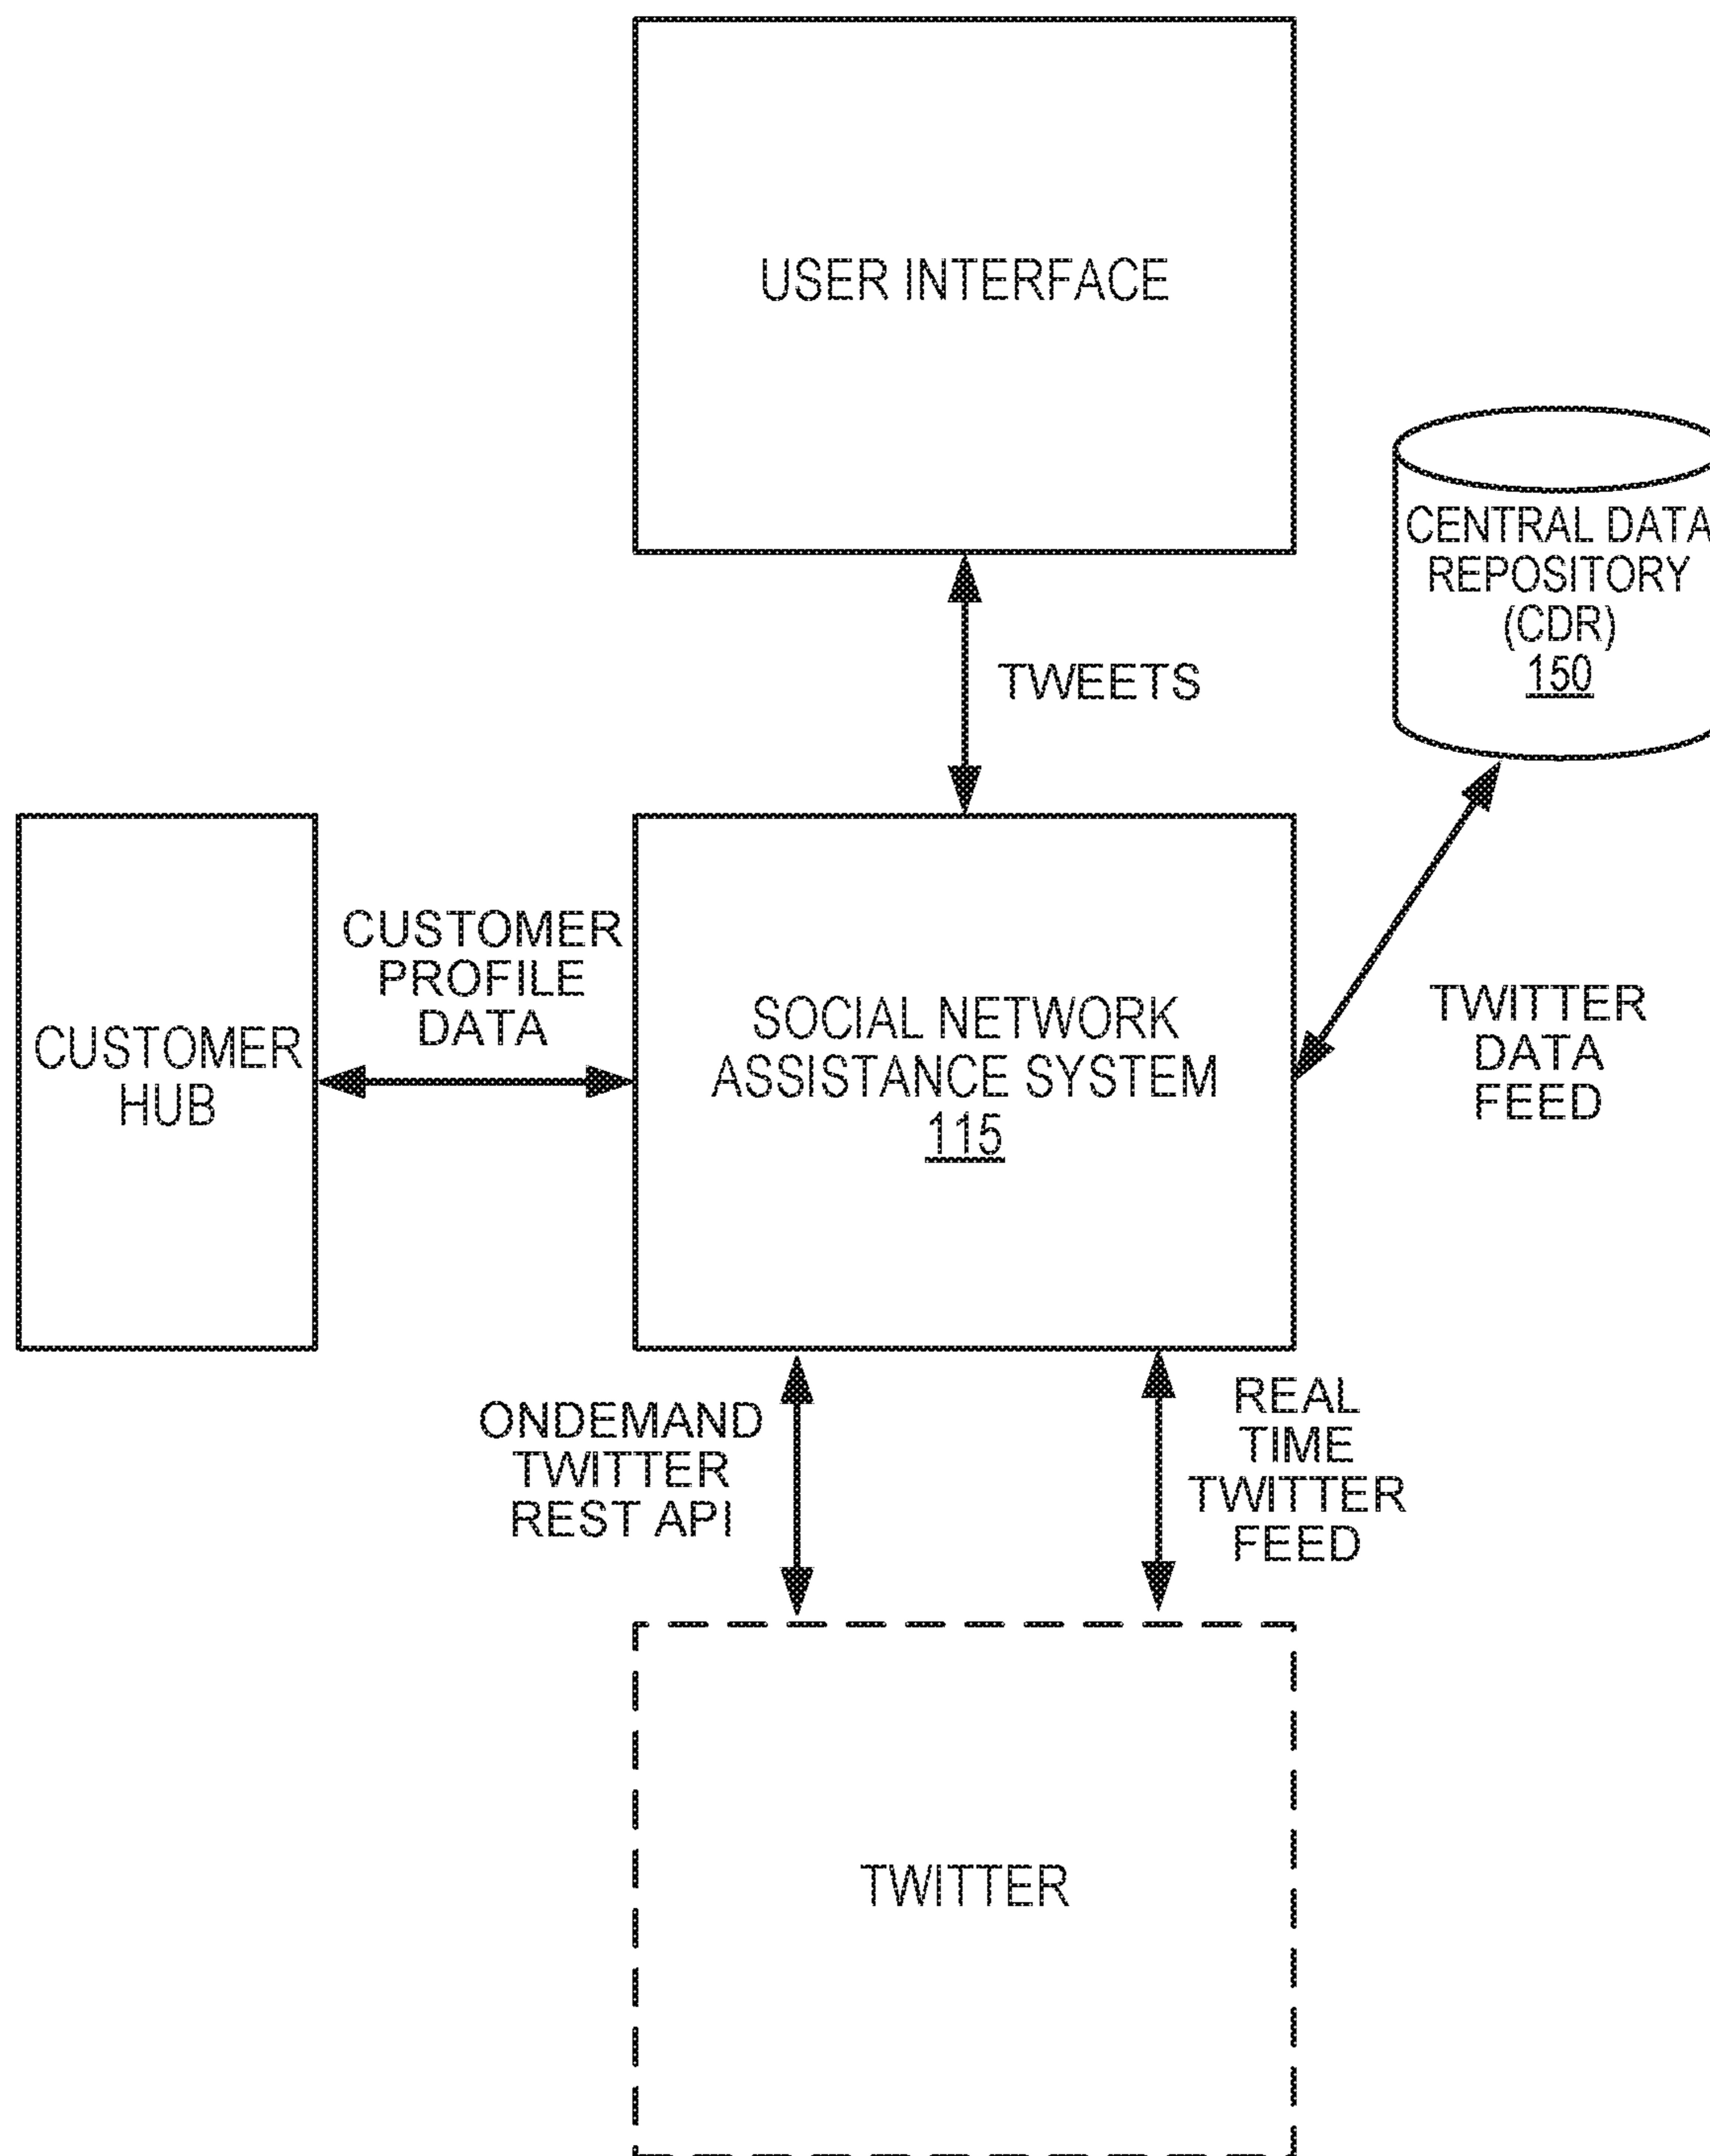 USER INTERFACE
CENTRAL DATA
REPOSITORY
(CDR)
150
TWEETS
CUSTOMER
PROFILE
DATA
CUSTOMER
HUB
SOCIAL NETWORK
ASSISTANCE SYSTEM
115
TWITTER
DATA
FEED
ONDEMAND
TWITTER
REST API
REAL
TIME
TWITTER
FEED
TWITTER